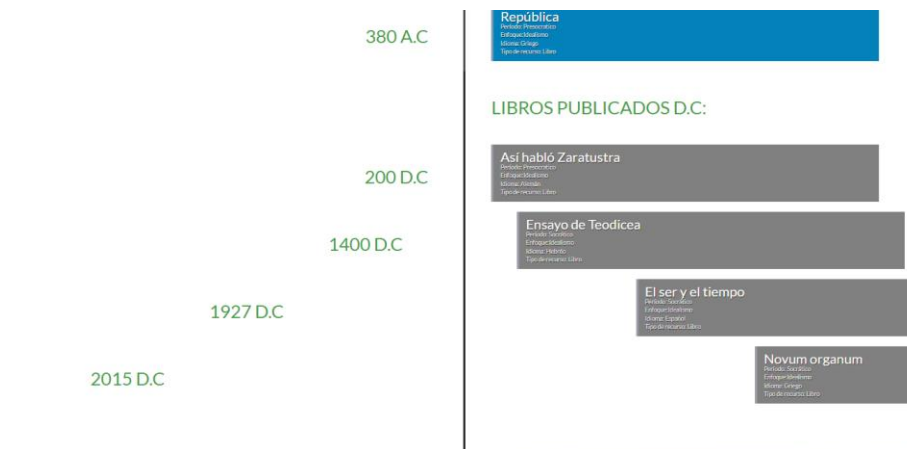 380 A.C
República
Periodo: Presocratico
Enfoque:Idealismo
Idioma: Griego
Tipo de recurso: Libro
LIBROS PUBLICADOS D.C:
200 D.C
Así habló Zaratustra
Periodo: Presocratico
Enfoque:Idealismo
Idioma: Alemán
Tipo de recurso: Libro
1400 D.C
Ensayo de Teodicea
Periodo: Socrático
Enfoque:Idealismo
Idioma: Hebréo
Tipo de recurso: Libro
1927 D.C
El ser y el tiempo
Periodo: Socrático
Enfoque:Idealismo
Idioma: Español
Tipo de recurso: Libro
2015 D.C
Novum organum
Periodo: Socrático
Enfoque:Idealismo
Idioma: Griego
Tipo de recurso: Libro